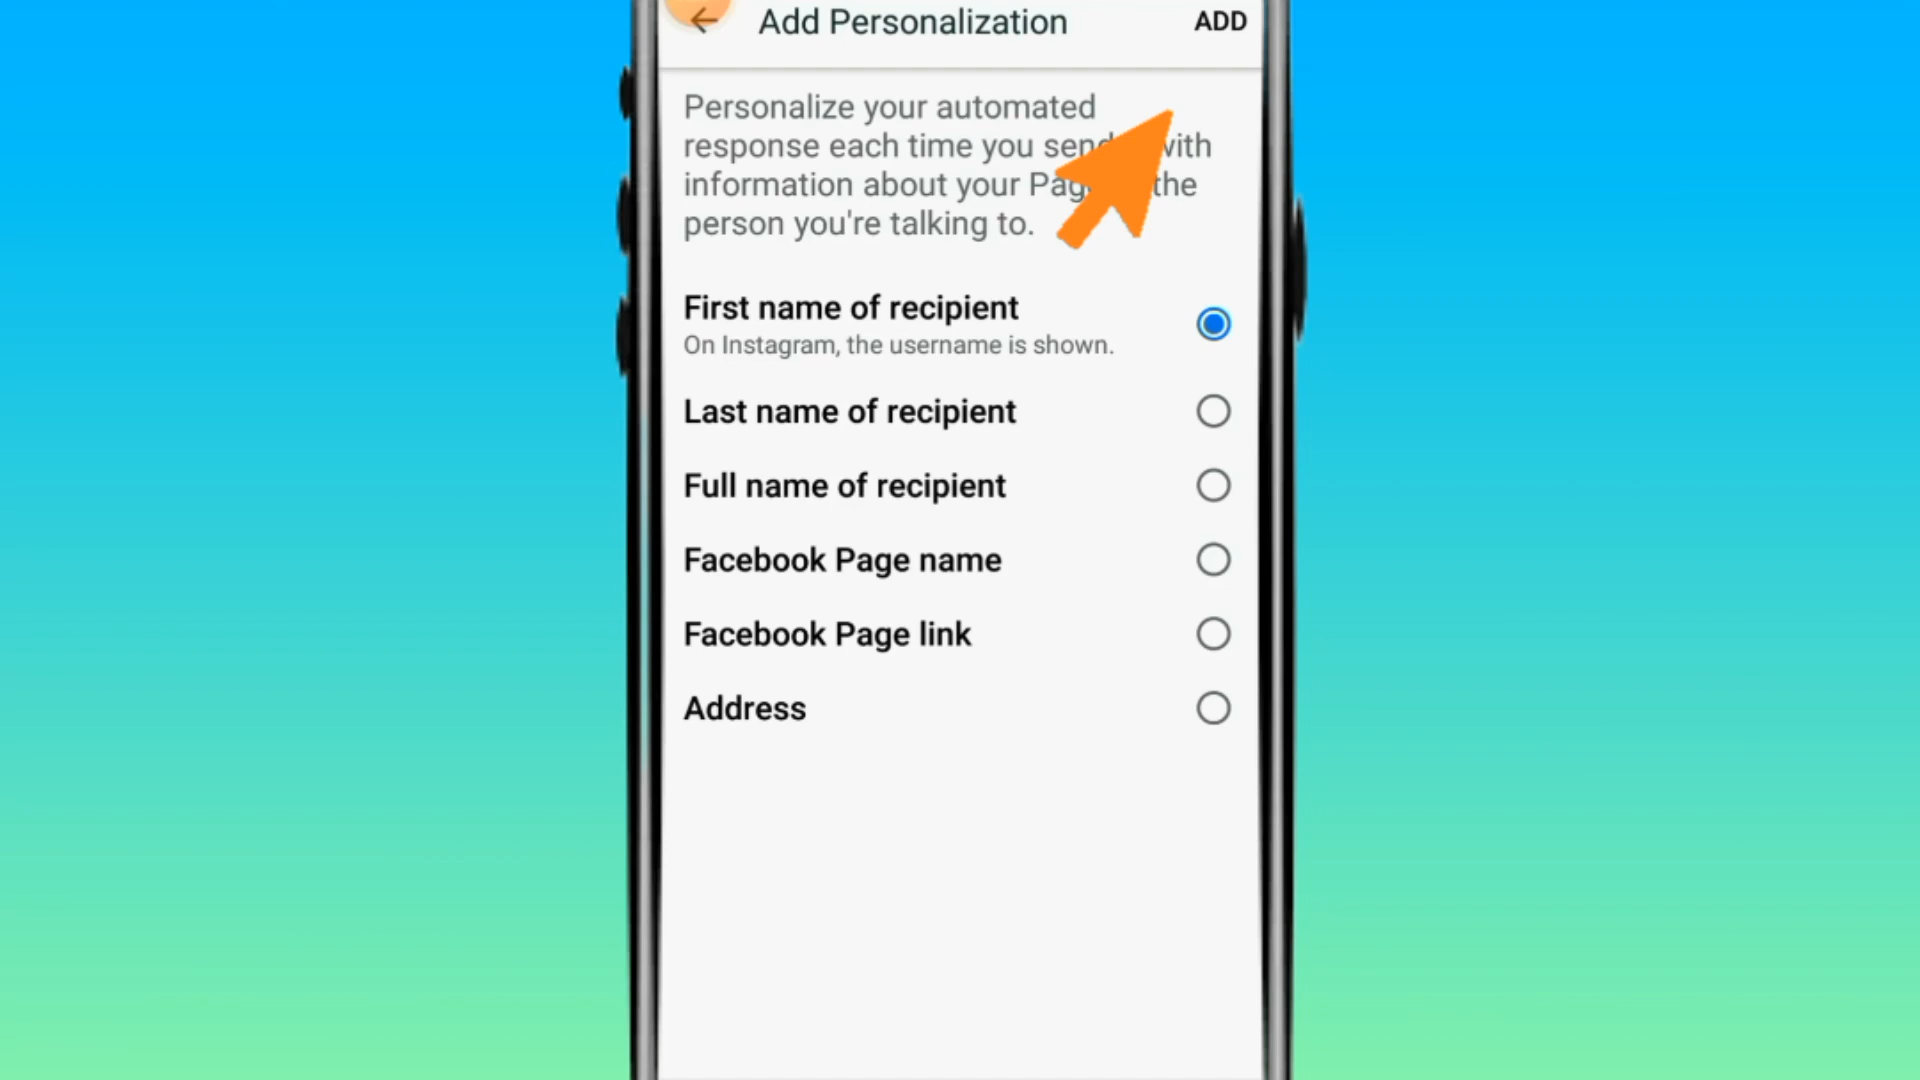 Add Personalization ADD
Personalize your automated
response each time you send with
information about your Page the
person you're talking to.
First name of recipient
On Instagram, the username is shown.
Last name of recipient
Full name of recipient
Facebook Page name
Facebook Page link
Address